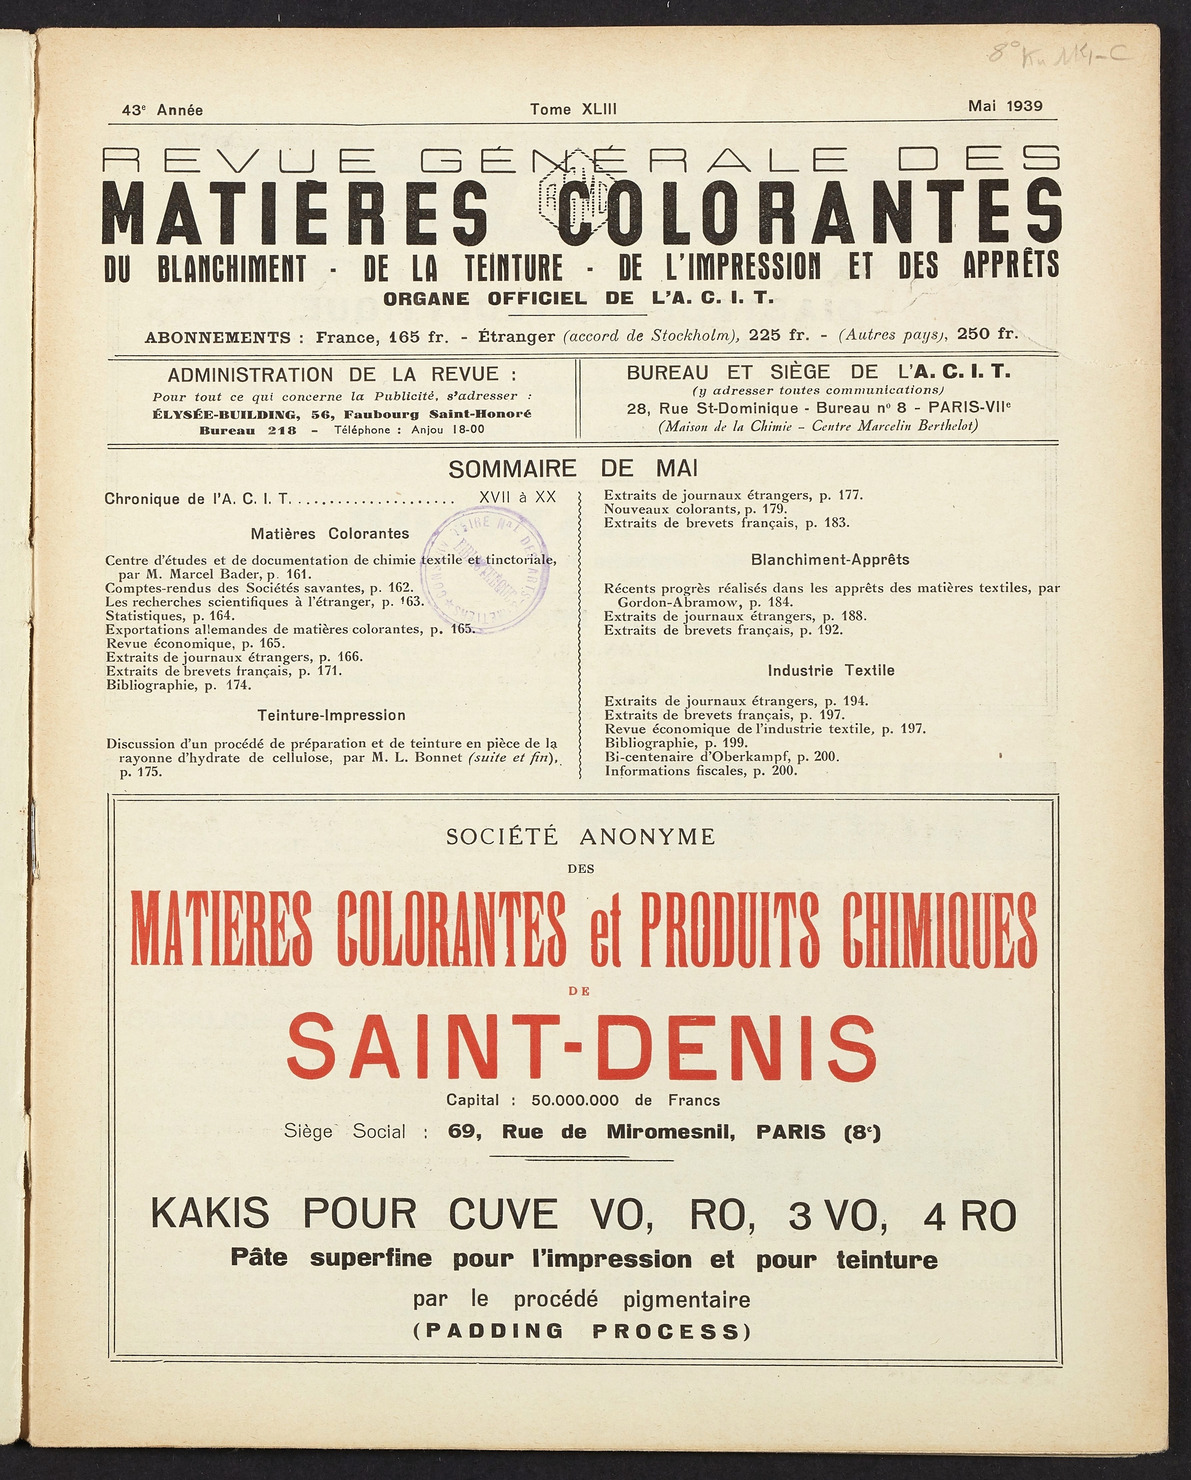 8° Ku
43e Année Tome XLIII Mai 1939
REVUE GÉNÉRALE DES
MATIÈRES COLORANTES
DU BLANCHIMENT - DE LA TEINTURE - DE L'IMPRESSION ET DES APPRÊTS
ORGANE OFFICIEL DE L'A. C. I. T.
ABONNEMENTS : France, 165 fr. - Étranger (accord de Stockholm), 225 fr. - (Autres pays), 250 fr.
ADMINISTRATION DE LA REVUE :
Pour tout ce qui concerne la Publicité, s'adresser :
ÉLYSÉE-BUILDING, 56, Faubourg Saint-Honoré
Bureau 218 – Téléphone : Anjou 18-00
BUREAU ET SIÈGE DE L'A. C. I. T.
(y adresser toutes communications)
28, Rue St-Dominique - Bureau no 8 - PARIS-VIIe
(Maison de la Chimie – Centre Marcelin Berthelot)
SOMMAIRE DE MAI
Chronique de l'A. C. I. T..................... XVII à XX
Matières Colorantes
Centre d'études et de documentation de chimie textile et tinctoriale,
par M. Marcel Bader, p. 161.
Comptes-rendus des Sociétés savantes, p. 162.
Les recherches scientifiques à l'étranger, p. 163.
Statistiques, p. 164.
Exportations allemandes de matières colorantes, p. 165.
Revue économique, p. 165.
Extraits de journaux étrangers, p. 166.
Extraits de brevets français, p. 171.
Bibliographie, p. 174.
Teinture-Impression
Discussion d'un procédé de préparation et de teinture en pièce de la
rayonne d'hydrate de cellulose, par M. L. Bonnet (suite et fin),
p. 175.
Extraits de journaux étrangers, p. 177.
Nouveaux colorants, p. 179.
Extraits de brevets français, p. 183.
Blanchiment-Apprêts
Récents progrès réalisés dans les apprêts des matières textiles, par
Gordon-Abramow, p. 184.
Extraits de journaux étrangers, p. 188.
Extraits de brevets français, p. 192.
Industrie Textile
Extraits de journaux étrangers, p. 194.
Extraits de brevets français, p. 197.
Revue économique de l'industrie textile, p. 197.
Bibliographie, p. 199.
Bi-centenaire d'Oberkampf, p. 200.
Informations fiscales, p. 200.
SOCIÉTÉ ANONYME
DES
MATIERES COLORANTES et PRODUITS CHIMIQUES
DE
SAINT-DENIS
Capital : 50.000.000 de Francs
Siège Social : 69, Rue de Miromesnil, PARIS (8e)
KAKIS POUR CUVE VO, RO, 3 VO, 4 RO
Pâte superfine pour l'impression et pour teinture
par le procédé pigmentaire
(PADDING PROCESS)